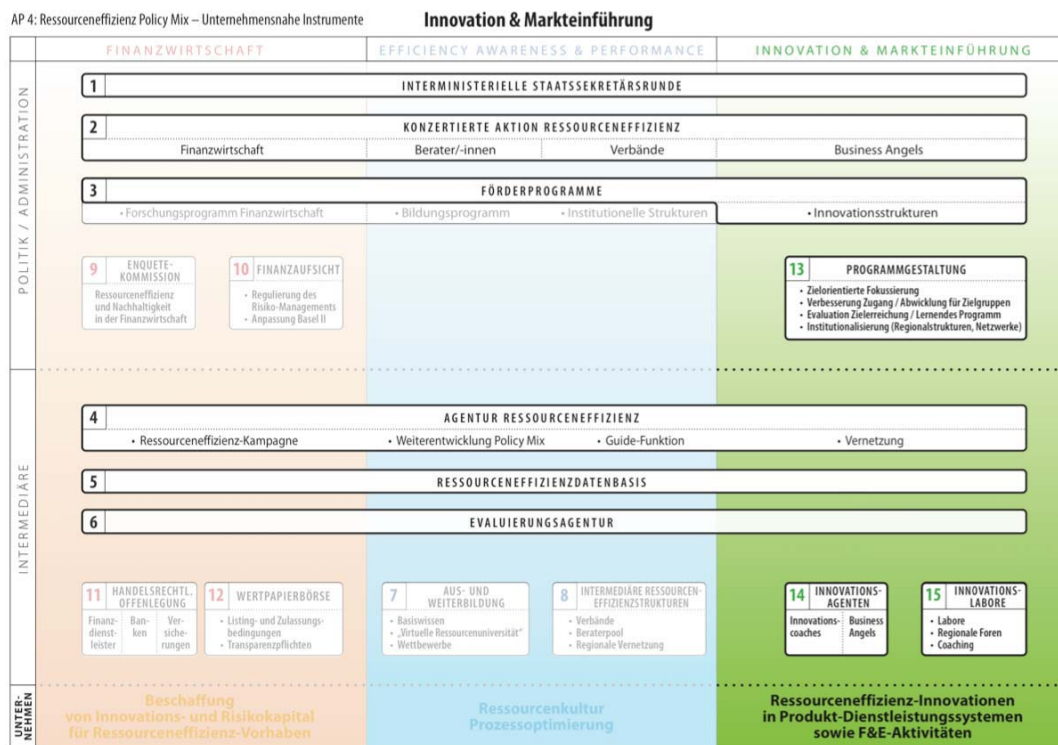 AP 4: Ressourceneffizienz Policy Mix – Unternehmensnahe Instrumente
Innovation & Markteinführung
FINANZWIRTSCHAFT
EFFICIENCY AWARENESS & PERFORMANCE
INNOVATION & MARKTEINFÜHRUNG
POLITIK / ADMINISTRATION
1 INTERMINISTERIELLE STAATSSEKRETÄRSRUNDE
2 KONZERTIERTE AKTION RESSOURCENEFFIZIENZ
Finanzwirtschaft
Berater/-innen
Verbände
Business Angels
3 FÖRDERPROGRAMME
• Forschungsprogramm Finanzwirtschaft
• Bildungsprogramm
• Institutionelle Strukturen
• Innovationsstrukturen
9 ENQUETE-
KOMMISSION
Ressourceneffizienz
und Nachhaltigkeit
in der Finanzwirtschaft
10 FINANZAUFSICHT
• Regulierung des
Risiko-Managements
• Anpassung Basel II
13 PROGRAMMGESTALTUNG
• Zielorientierte Fokussierung
• Verbesserung Zugang / Abwicklung für Zielgruppen
• Evaluation Zielerreichung / Lernendes Programm
• Institutionalisierung (Regionalstrukturen, Netzwerke)
INTERMEDIÄRE
4 AGENTUR RESSOURCENEFFIZIENZ
• Ressourceneffizienz-Kampagne
• Weiterentwicklung Policy Mix
• Guide-Funktion
• Vernetzung
5 RESSOURCENEFFIZIENZDATENBASIS
6 EVALUIERUNGSAGENTUR
11 HANDELSRECHTL.
OFFENLEGUNG
Finanz-
dienst-
leister
Ban-
ken
Ver-
siche-
rungen
12 WERTPAPIERBÖRSE
• Listing- und Zulassungs-
bedingungen
• Transparenzpflichten
7 AUS- UND
WEITERBILDUNG
• Basiswissen
• „Virtuelle Ressourcenuniversität“
• Wettbewerbe
8 INTERMEDIÄRE RESSOURCEN-
EFFIZIENZSTRUKTUREN
• Verbände
• Beraterpool
• Regionale Vernetzung
14 INNOVATIONS-
AGENTEN
Innovations-
coaches
Business
Angels
15 INNOVATIONS-
LABORE
• Labore
• Regionale Foren
• Coaching
UNTER-
NEHMEN
Beschaffung
von Innovations- und Risikokapital
für Ressourceneffizienz-Vorhaben
Ressourcenkultur
Prozessoptimierung
Ressourceneffizienz-Innovationen
in Produkt-Dienstleistungssystemen
sowie F&E-Aktivitäten